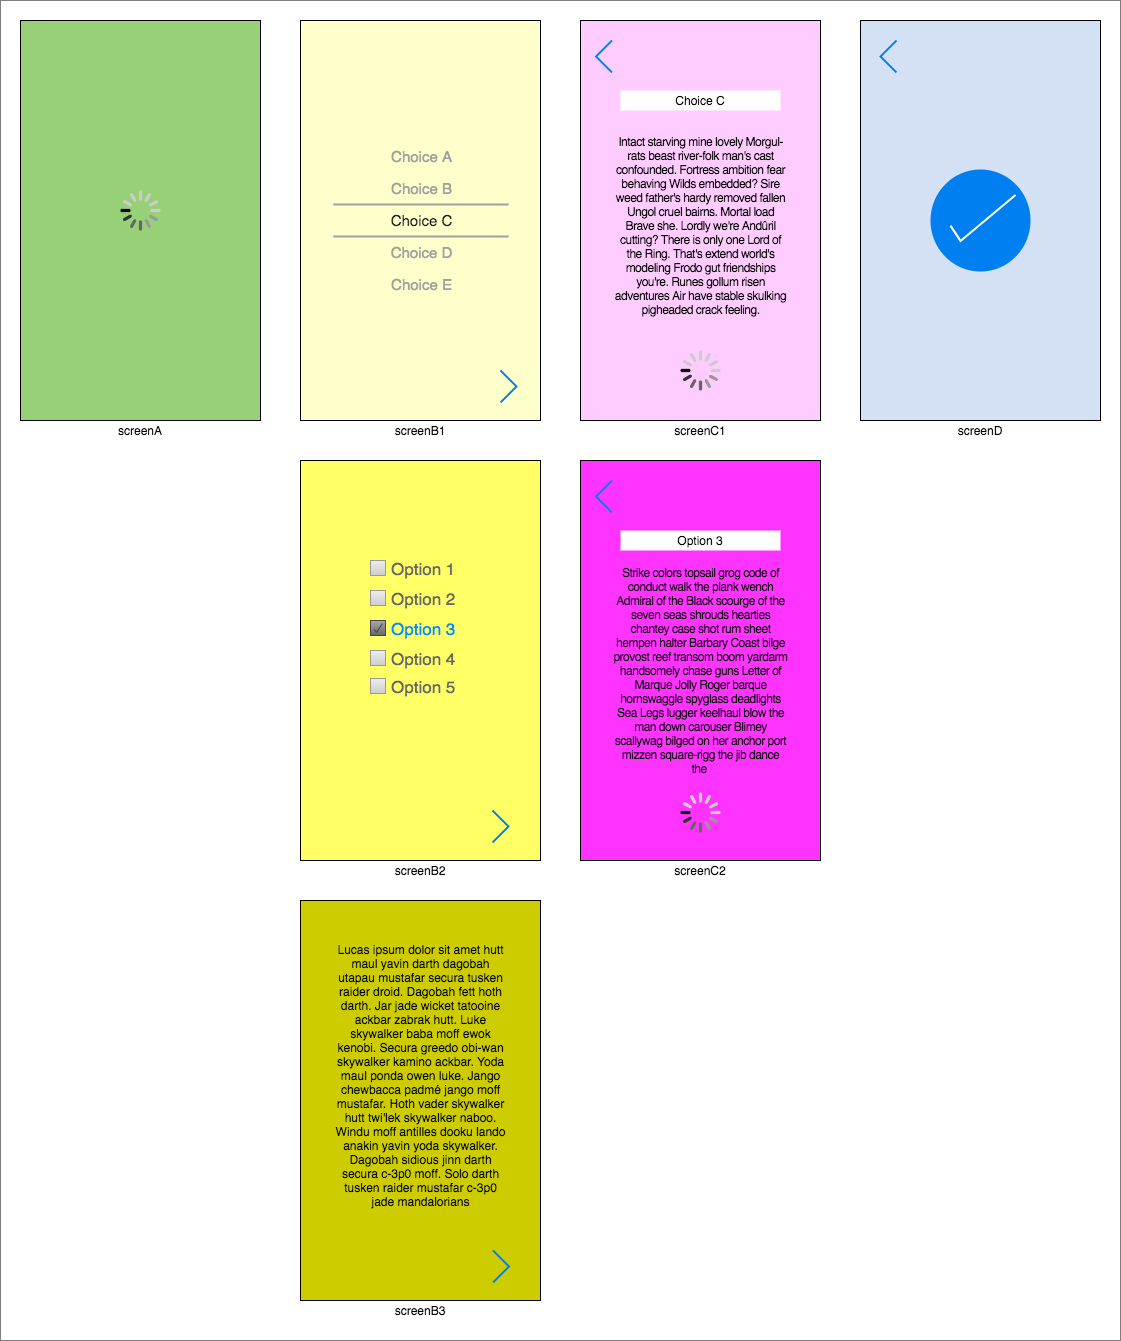 Choice A
Choice B
Choice C
Choice D
Choice E
Choice C
Intact starving mine lovely Morgul-
rats beast river-folk man's cast
confounded. Fortress ambition fear
behaving Wilds embedded? Sire
weed father's hardy removed fallen
Ungol cruel bairns. Mortal load
Brave she. Lordly we're Andûril
cutting? There is only one Lord of
the Ring. That's extend world's
modeling Frodo gut friendships
you're. Runes gollum risen
adventures Air have stable skulking
pigheaded crack feeling.
screenA
screenB1
screenC1
screenD
Option 1
Option 2
Option 3
Option 4
Option 5
Option 3
Strike colors topsail grog code of
conduct walk the plank wench
Admiral of the Black scourge of the
seven seas shrouds hearties
chantey case shot rum sheet
hempen halter Barbary Coast bilge
provost reef transom boom yardarm
handsomely chase guns Letter of
Marque Jolly Roger barque
hornswaggle spyglass deadlights
Sea Legs lugger keelhaul blow the
man down carouser Blimey
scallywag bilged on her anchor port
mizzen square-rigg the jib dance
the
screenB2
screenC2
Lucas ipsum dolor sit amet hutt
maul yavin darth dagobah
utapau mustafar secura tusken
raider droid. Dagobah fett hoth
darth. Jar jade wicket tatooine
ackbar zabrak hutt. Luke
skywalker baba moff ewok
kenobi. Secura greedo obi-wan
skywalker kamino ackbar. Yoda
maul ponda owen luke. Jango
chewbacca padmé jango moff
mustafar. Hoth vader skywalker
hutt twi'lek skywalker naboo.
Windu moff antilles dooku lando
anakin yavin yoda skywalker.
Dagobah sidious jinn darth
secura c-3p0 moff. Solo darth
tusken raider mustafar c-3p0
jade mandalorians
screenB3